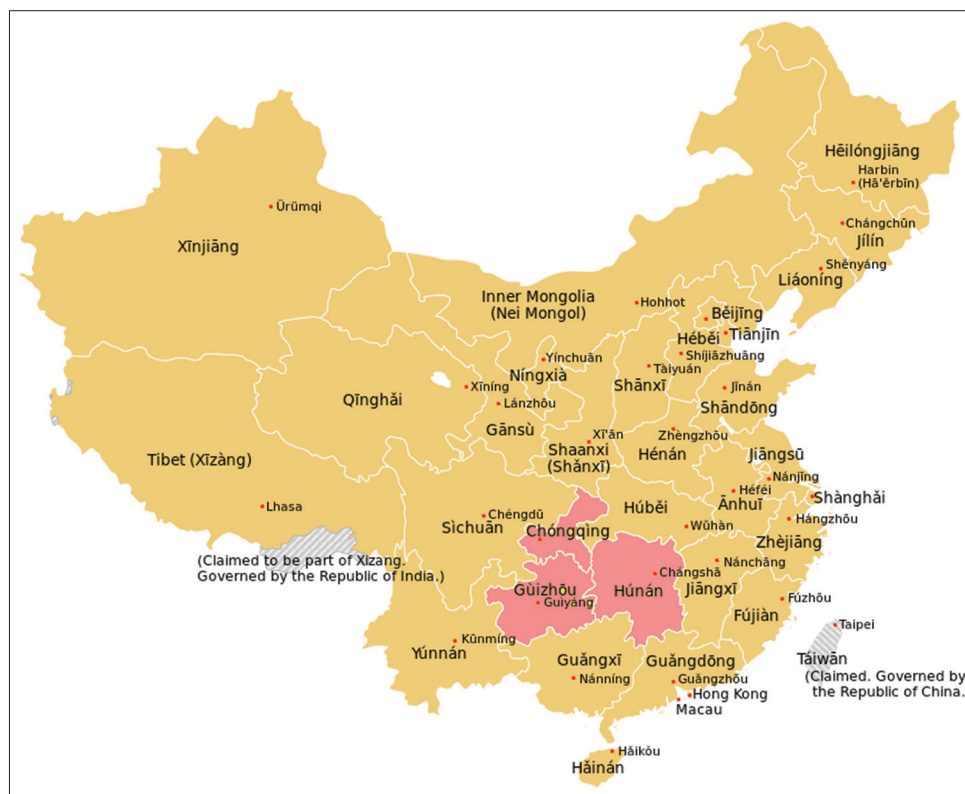 Hēilóngjiāng
Harbin
(Hā'ěrbīn)
Ürümqi
Chángchūn
Xīnjiāng
Jílín
Shěnyáng
Liáoníng
Inner Mongolia
(Nei Mongol)
Hohhot
Běijīng
Tiānjīn
Héběi
Shíjiāzhuāng
Yínchuān
Tàiyuán
Níngxià
Shānxī
Xīníng
Jǐnán
Qīnghǎi
Lánzhōu
Shāndōng
Gānsù
Xī'ān
Zhèngzhōu
Shaanxi
(Shǎnxī)
Hénán
Jiāngsū
Tibet (Xīzàng)
Nánjīng
Héféi
Ānhuī
Shànghǎi
Lhasa
Chéngdū
Húběi
Sìchuān
Chóngqìng
Wǔhàn
Hángzhōu
Zhèjiāng
(Claimed to be part of Xizang.
Governed by the Republic of India.)
Nánchāng
Chángshā
Gùizhōu
Húnán
Jiāngxī
Guìyáng
Fúzhōu
Fújiàn
Taipei
Kūnmíng
Yúnnán
Guǎngxī
Guǎngdōng
Táiwān
Nánníng
Guǎngzhōu
(Claimed. Governed by
the Republic of China.
Hong Kong
Macau
Hǎikǒu
Hǎinán